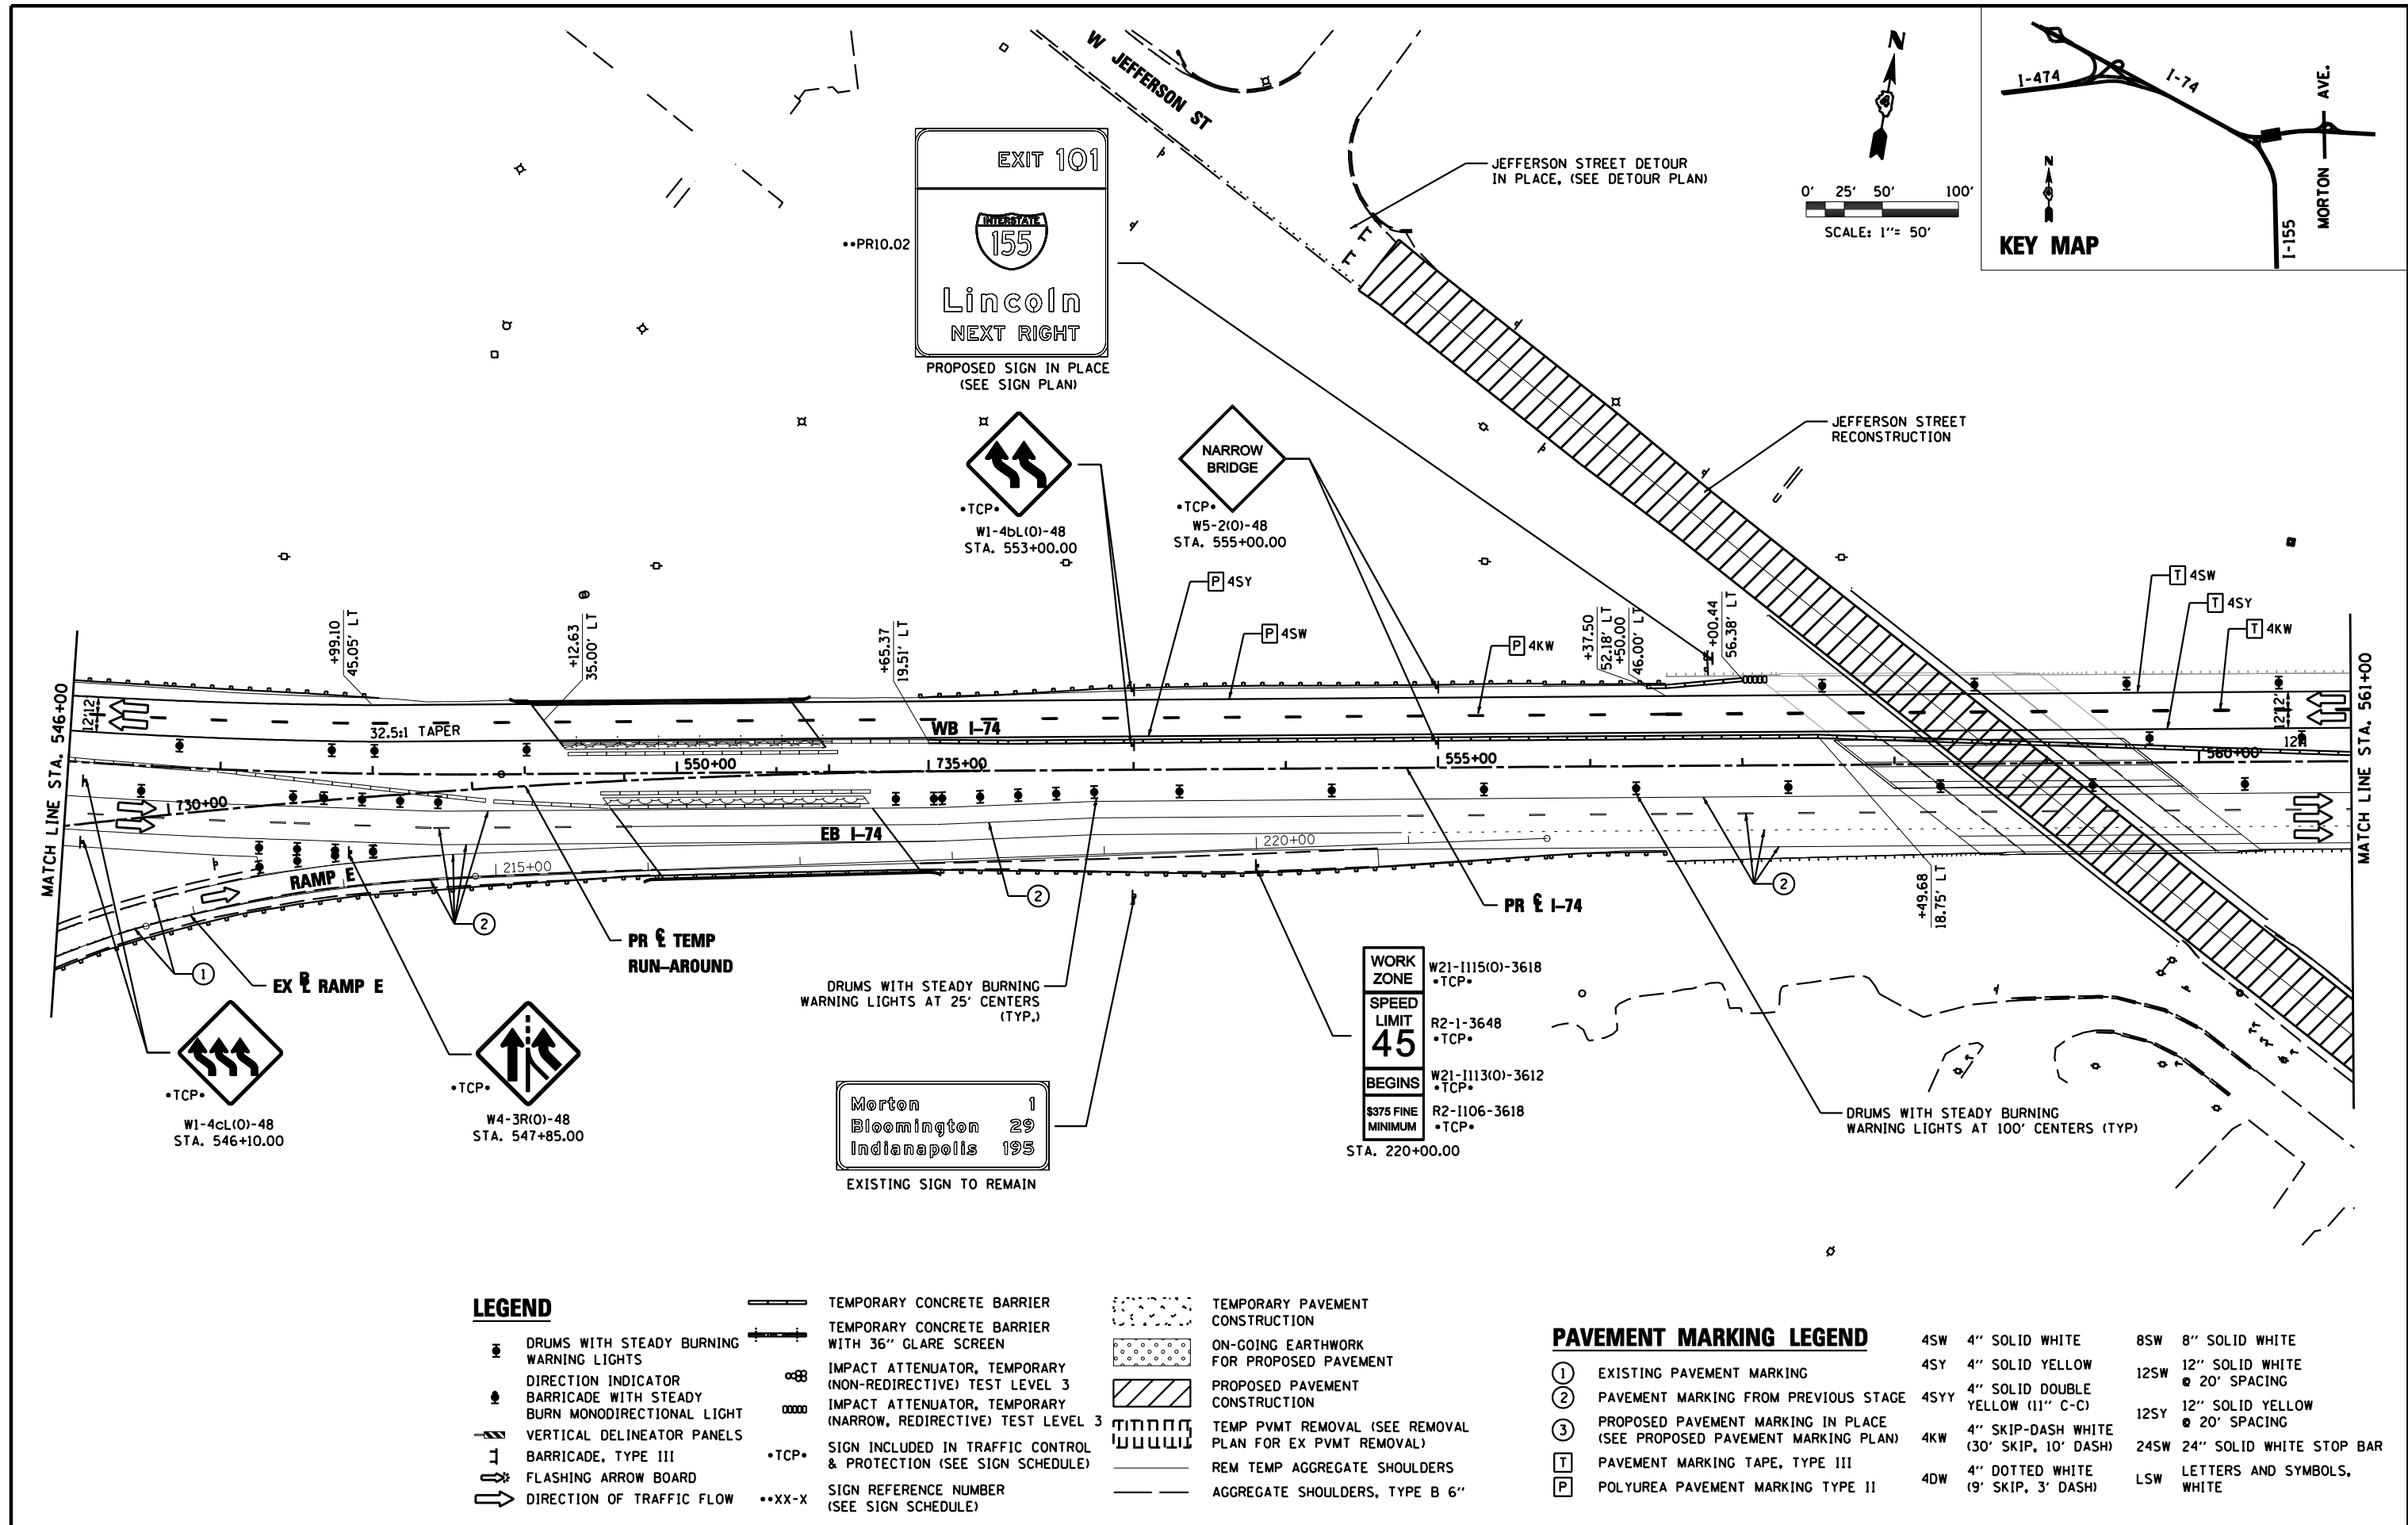 W JEFFERSON ST
N
0' 25' 50' 100'
SCALE: 1''= 50'
I-474
I-74
MORTON AVE.
N
I-155
KEY MAP
EXIT 101
INTERSTATE
155
Lincoln
NEXT RIGHT
••PR10.02
PROPOSED SIGN IN PLACE
(SEE SIGN PLAN)
JEFFERSON STREET DETOUR
IN PLACE, (SEE DETOUR PLAN)
JEFFERSON STREET
RECONSTRUCTION
•TCP•
W1-4bL(O)-48
STA. 553+00.00
NARROW
BRIDGE
•TCP•
W5-2(O)-48
STA. 555+00.00
P 4SY
P 4SW
P 4KW
T 4SW
T 4SY
T 4KW
+99.10
45.05' LT
+12.63
35.00' LT
+65.37
19.51' LT
+37.50
52.18' LT
+50.00
46.00' LT
+00.44
56.38' LT
MATCH LINE STA. 546+00
12'
12'
32.5:1 TAPER
WB I-74
12'
12'
12'
MATCH LINE STA. 561+00
550+00
735+00
555+00
560+00
730+00
EB I-74
220+00
215+00
RAMP E
+49.68
18.75' LT
1
2
2
2
EX ℞ RAMP E
PR ℄ TEMP
RUN-AROUND
PR ℄ I-74
DRUMS WITH STEADY BURNING
WARNING LIGHTS AT 25' CENTERS
(TYP.)
•TCP•
W1-4cL(O)-48
STA. 546+10.00
•TCP•
W4-3R(O)-48
STA. 547+85.00
Morton 1
Bloomington 29
Indianapolis 195
EXISTING SIGN TO REMAIN
WORK
ZONE
W21-I115(O)-3618
•TCP•
SPEED
LIMIT
45
R2-1-3648
•TCP•
BEGINS
W21-I113(O)-3612
•TCP•
$375 FINE
MINIMUM
R2-I106-3618
•TCP•
STA. 220+00.00
DRUMS WITH STEADY BURNING
WARNING LIGHTS AT 100' CENTERS (TYP)
LEGEND
DRUMS WITH STEADY BURNING
WARNING LIGHTS
DIRECTION INDICATOR
BARRICADE WITH STEADY
BURN MONODIRECTIONAL LIGHT
VERTICAL DELINEATOR PANELS
BARRICADE, TYPE III
FLASHING ARROW BOARD
DIRECTION OF TRAFFIC FLOW
TEMPORARY CONCRETE BARRIER
TEMPORARY CONCRETE BARRIER
WITH 36'' GLARE SCREEN
IMPACT ATTENUATOR, TEMPORARY
(NON-REDIRECTIVE) TEST LEVEL 3
IMPACT ATTENUATOR, TEMPORARY
(NARROW, REDIRECTIVE) TEST LEVEL 3
•TCP• SIGN INCLUDED IN TRAFFIC CONTROL
& PROTECTION (SEE SIGN SCHEDULE)
••XX-X SIGN REFERENCE NUMBER
(SEE SIGN SCHEDULE)
TEMPORARY PAVEMENT
CONSTRUCTION
ON-GOING EARTHWORK
FOR PROPOSED PAVEMENT
PROPOSED PAVEMENT
CONSTRUCTION
TEMP PVMT REMOVAL (SEE REMOVAL
PLAN FOR EX PVMT REMOVAL)
REM TEMP AGGREGATE SHOULDERS
AGGREGATE SHOULDERS, TYPE B 6''
PAVEMENT MARKING LEGEND
1 EXISTING PAVEMENT MARKING
2 PAVEMENT MARKING FROM PREVIOUS STAGE
3 PROPOSED PAVEMENT MARKING IN PLACE
(SEE PROPOSED PAVEMENT MARKING PLAN)
T PAVEMENT MARKING TAPE, TYPE III
P POLYUREA PAVEMENT MARKING TYPE II
4SW 4'' SOLID WHITE
4SY 4'' SOLID YELLOW
4SYY 4'' SOLID DOUBLE
YELLOW (11'' C-C)
4KW 4'' SKIP-DASH WHITE
(30' SKIP, 10' DASH)
4DW 4'' DOTTED WHITE
(9' SKIP, 3' DASH)
8SW 8'' SOLID WHITE
12SW 12'' SOLID WHITE
@ 20' SPACING
12SY 12'' SOLID YELLOW
@ 20' SPACING
24SW 24'' SOLID WHITE STOP BAR
LSW LETTERS AND SYMBOLS,
WHITE